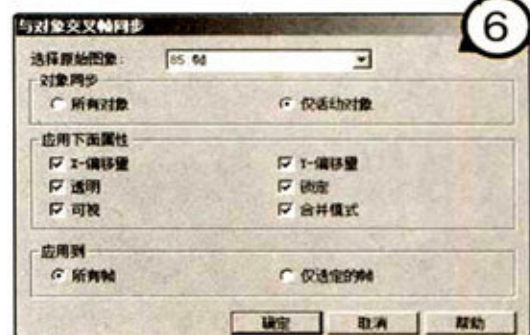 与对象交叉帧同步
6
选择原始图象: 85 帧
对象同步
所有对象 仅活动对象
应用下面属性
X-偏移量 Y-偏移量
透明 锁定
可视 合并模式
应用到
所有帧 仅选定的帧
确定 取消 帮助